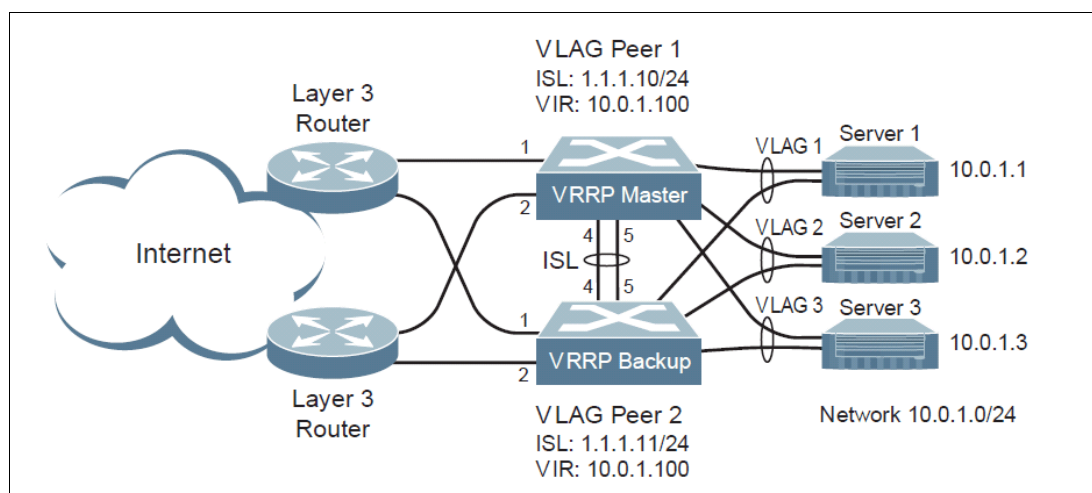 VLAG Peer 1
ISL: 1.1.1.10/24
VIR: 10.0.1.100
Layer 3
Router
1
2
VRRP Master
VLAG 1
Server 1
10.0.1.1
Internet
4 5
ISL
4 5
VLAG 2
Server 2
10.0.1.2
VLAG 3
Server 3
10.0.1.3
1
2
VRRP Backup
Layer 3
Router
VLAG Peer 2
ISL: 1.1.1.11/24
VIR: 10.0.1.100
Network 10.0.1.0/24